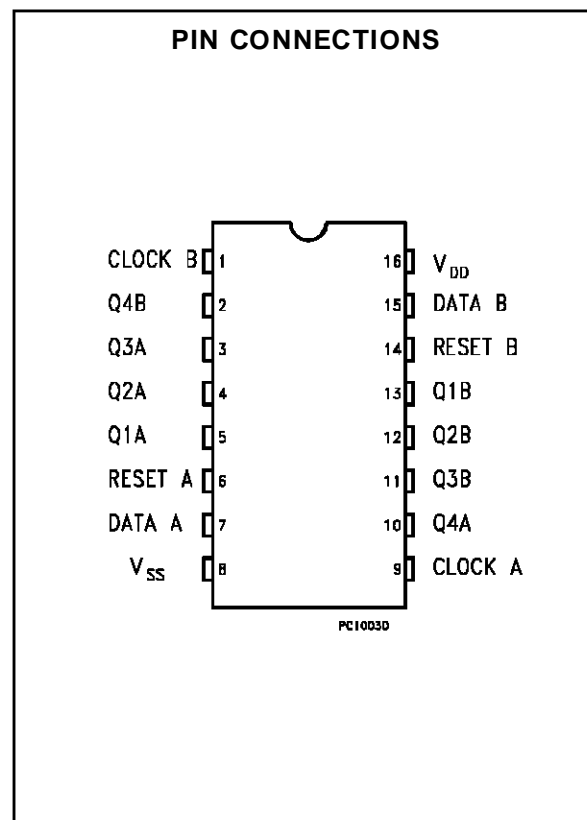 PIN CONNECTIONS
CLOCK B 1 16 VDD
Q4B 2 15 DATA B
Q3A 3 14 RESET B
Q2A 4 13 Q1B
Q1A 5 12 Q2B
RESET A 6 11 Q3B
DATA A 7 10 Q4A
VSS 8 9 CLOCK A
PC10030